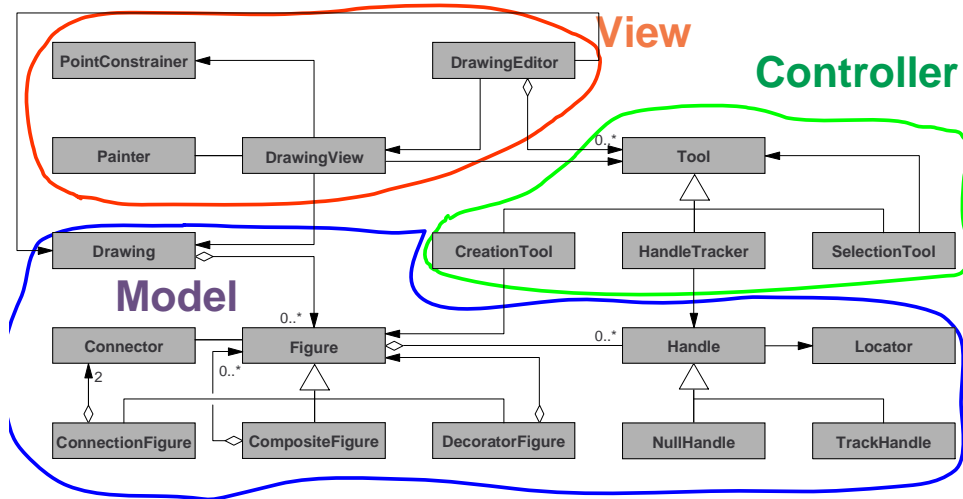 View
PointConstrainer
DrawingEditor
Controller
0..*
Painter
DrawingView
Tool
Drawing
CreationTool
HandleTracker
SelectionTool
Model
0..*
0..*
Connector
Figure
Handle
Locator
0..*
2
ConnectionFigure
CompositeFigure
DecoratorFigure
NullHandle
TrackHandle